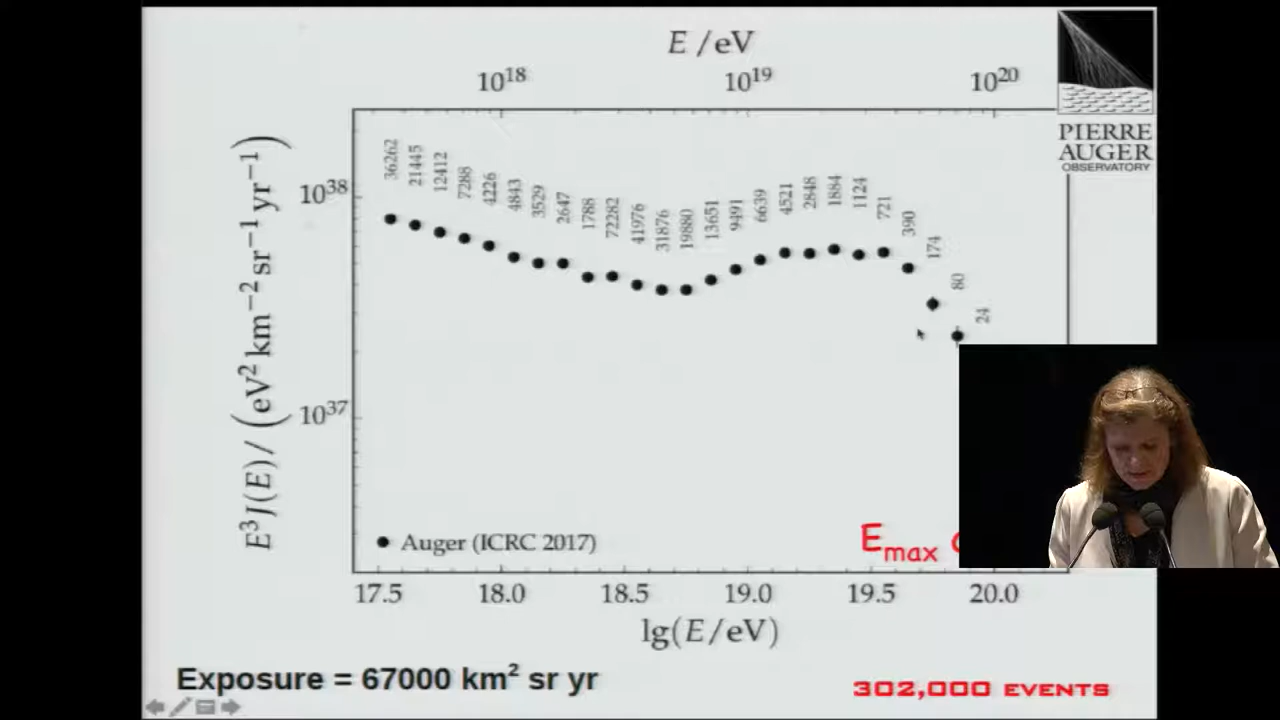 E /eV
10¹⁸ 10¹⁹ 10²⁰
PIERRE
AUGER
OBSERVATORY
E³J(E) / (eV² km⁻² sr⁻¹ yr⁻¹)
10³⁸
10³⁷
36262 21445 12412 7288 4226 4843 3529 2647 1788 72282 41976 31876 19880 13651 9491 6639 4521 2848 1884 1124 721 390 174 80 24
Auger (ICRC 2017)
Emax
17.5 18.0 18.5 19.0 19.5 20.0
lg(E/eV)
Exposure = 67000 km² sr yr
302,000 EVENTS